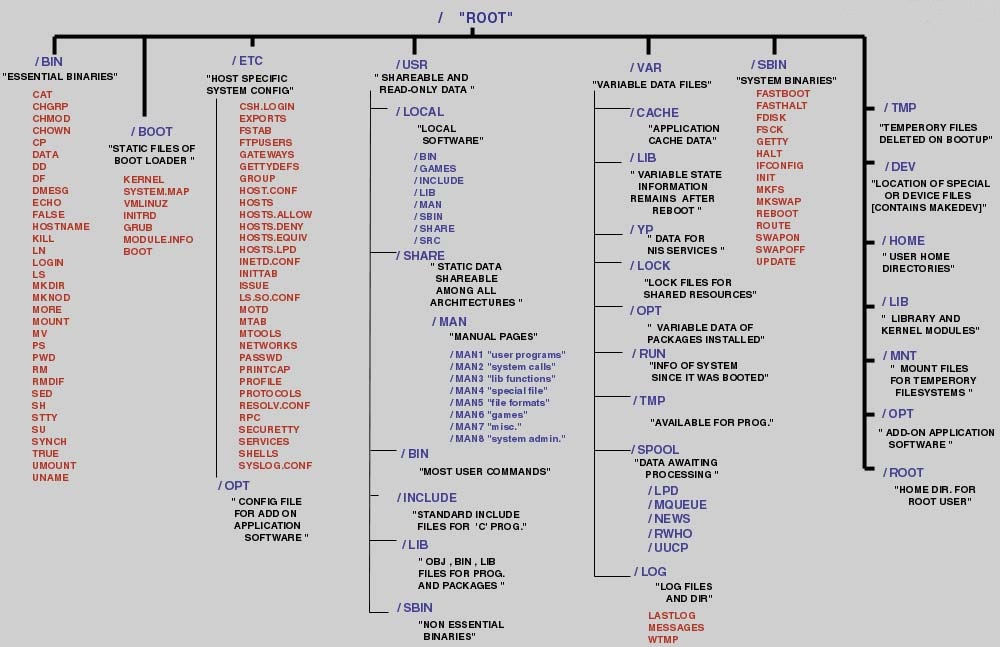 / "ROOT"
/BIN
"ESSENTIAL BINARIES"
CAT
CHGRP
CHMOD
CHOWN
CP
DATA
DD
DF
DMESG
ECHO
FALSE
HOSTNAME
KILL
LN
LOGIN
LS
MKDIR
MKNOD
MORE
MOUNT
MV
PS
PWD
RM
RMDIF
SED
SH
STTY
SU
SYNCH
TRUE
UMOUNT
UNAME
/BOOT
"STATIC FILES OF
BOOT LOADER "
KERNEL
SYSTEM.MAP
VMLINUZ
INITRD
GRUB
MODULE.INFO
BOOT
/ETC
"HOST SPECIFIC
SYSTEM CONFIG"
CSH.LOGIN
EXPORTS
FSTAB
FTPUSERS
GATEWAYS
GETTYDEFS
GROUP
HOST.CONF
HOSTS
HOSTS.ALLOW
HOSTS.DENY
HOSTS.EQUIV
HOSTS.LPD
INETD.CONF
INITTAB
ISSUE
LS.SO.CONF
MOTD
MTAB
MTOOLS
NETWORKS
PASSWD
PRINTCAP
PROFILE
PROTOCOLS
RESOLV.CONF
RPC
SECURETTY
SERVICES
SHELLS
SYSLOG.CONF
/OPT
" CONFIG FILE
FOR ADD ON
APPLICATION
SOFTWARE "
/USR
" SHAREABLE AND
READ-ONLY DATA "
/LOCAL
"LOCAL
SOFTWARE"
/BIN
/GAMES
/INCLUDE
/LIB
/MAN
/SBIN
/SHARE
/SRC
/SHARE
" STATIC DATA
SHAREABLE
AMONG ALL
ARCHITECTURES "
/MAN
"MANUAL PAGES"
/MAN1 "user programs"
/MAN2 "system calls"
/MAN3 "lib functions"
/MAN4 "special file"
/MAN5 "file formats"
/MAN6 "games"
/MAN7 "misc."
/MAN8 "system admin."
/BIN
"MOST USER COMMANDS"
/INCLUDE
"STANDARD INCLUDE
FILES FOR 'C' PROG."
/LIB
" OBJ , BIN , LIB
FILES FOR PROG.
AND PACKAGES "
/SBIN
"NON ESSENTIAL
BINARIES"
/VAR
"VARIABLE DATA FILES"
/CACHE
"APPLICATION
CACHE DATA"
/LIB
" VARIABLE STATE
INFORMATION
REMAINS AFTER
REBOOT "
/YP
" DATA FOR
NIS SERVICES "
/LOCK
"LOCK FILES FOR
SHARED RESOURCES"
/OPT
" VARIABLE DATA OF
PACKAGES INSTALLED"
/RUN
"INFO OF SYSTEM
SINCE IT WAS BOOTED"
/TMP
"AVAILABLE FOR PROG."
/SPOOL
"DATA AWAITING
PROCESSING "
/LPD
/MQUEUE
/NEWS
/RWHO
/UUCP
/LOG
"LOG FILES
AND DIR"
LASTLOG
MESSAGES
WTMP
/SBIN
"SYSTEM BINARIES"
FASTBOOT
FASTHALT
FDISK
FSCK
GETTY
HALT
IFCONFIG
INIT
MKFS
MKSWAP
REBOOT
ROUTE
SWAPON
SWAPOFF
UPDATE
/TMP
"TEMPERORY FILES
DELETED ON BOOTUP"
/DEV
"LOCATION OF SPECIAL
OR DEVICE FILES
[CONTAINS MAKEDEV]"
/HOME
" USER HOME
DIRECTORIES"
/LIB
" LIBRARY AND
KERNEL MODULES"
/MNT
" MOUNT FILES
FOR TEMPERORY
FILESYSTEMS "
/OPT
" ADD-ON APPLICATION
SOFTWARE "
/ROOT
"HOME DIR. FOR
ROOT USER"